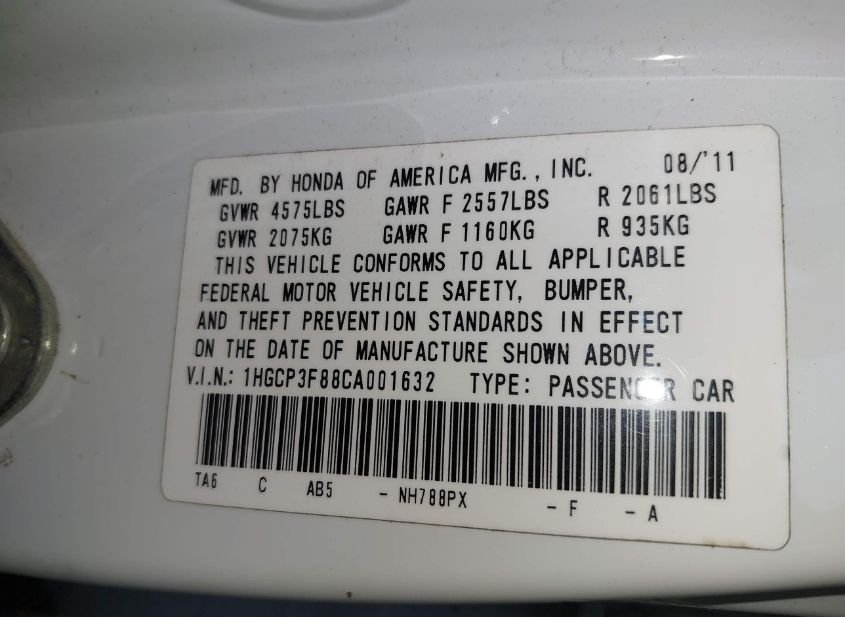 MFD. BY HONDA OF AMERICA MFG., INC. 08/'11
GVWR 4575LBS GAWR F 2557LBS R 2061LBS
GVWR 2075KG GAWR F 1160KG R 935KG
THIS VEHICLE CONFORMS TO ALL APPLICABLE
FEDERAL MOTOR VEHICLE SAFETY, BUMPER,
AND THEFT PREVENTION STANDARDS IN EFFECT
ON THE DATE OF MANUFACTURE SHOWN ABOVE.
V.I.N.: 1HGCP3F88CA001632 TYPE: PASSENGER CAR
TA6 C AB5 - NH788PX - F - A